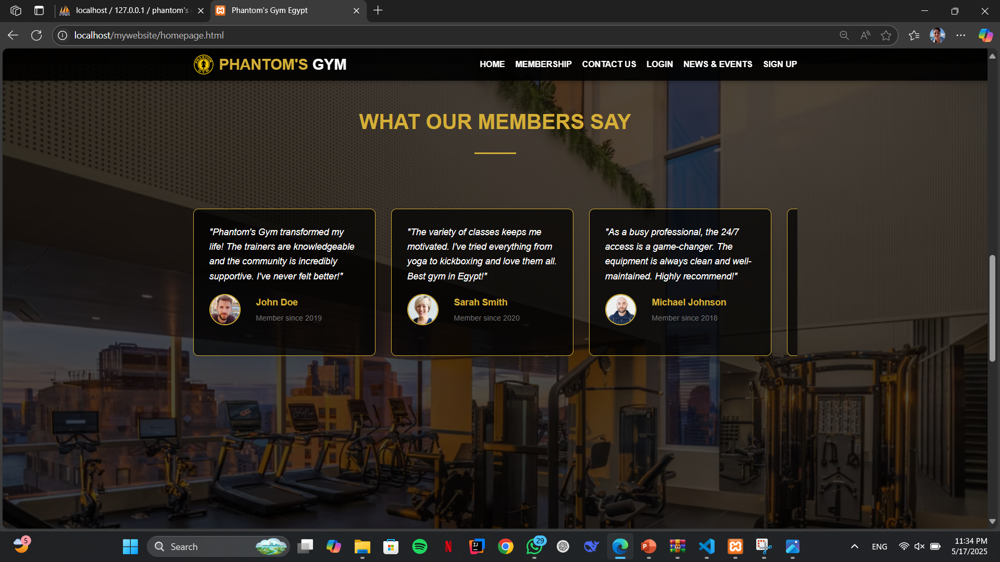 localhost / 127.0.0.1 / phantom's
Phantom's Gym Egypt
localhost/mywebsite/homepage.html
PHANTOM'S GYM
HOME
MEMBERSHIP
CONTACT US
LOGIN
NEWS & EVENTS
SIGN UP
WHAT OUR MEMBERS SAY
"Phantom's Gym transformed my
life! The trainers are knowledgeable
and the community is incredibly
supportive. I've never felt better!"
John Doe
Member since 2019
"The variety of classes keeps me
motivated. I've tried everything from
yoga to kickboxing and love them all.
Best gym in Egypt!"
Sarah Smith
Member since 2020
"As a busy professional, the 24/7
access is a game-changer. The
equipment is always clean and well-
maintained. Highly recommend!"
Michael Johnson
Member since 2018
5
Search
29
ENG
11:34 PM
5/17/2025